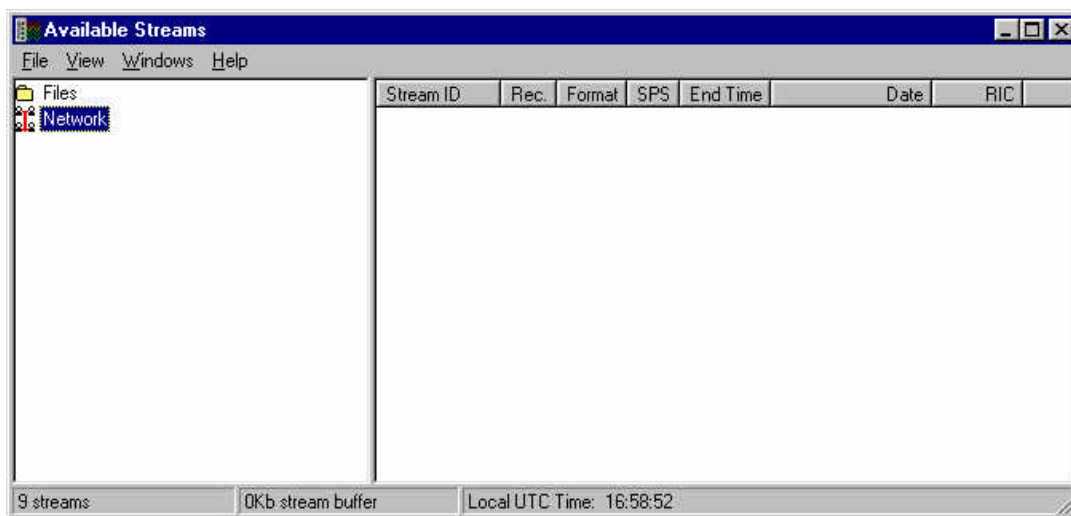 Available Streams
File View Windows Help
Files
Network
Stream ID Rec. Format SPS End Time Date RIC
9 streams 0Kb stream buffer Local UTC Time: 16:58:52